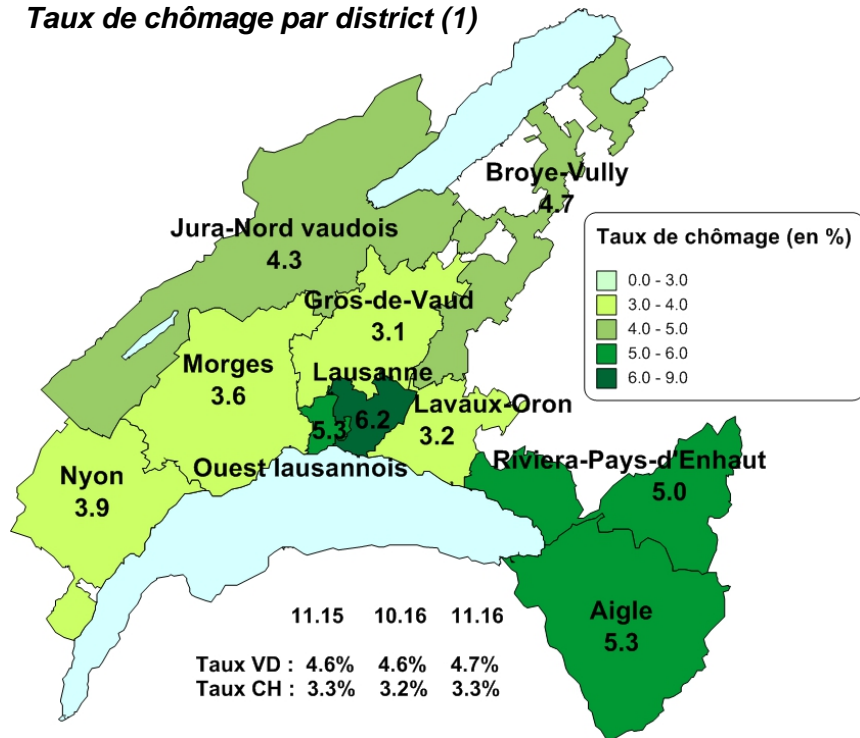 Taux de chômage par district (1)
Broye-Vully
4.7
Jura-Nord vaudois
4.3
Taux de chômage (en %)
0.0 - 3.0
3.0 - 4.0
4.0 - 5.0
5.0 - 6.0
6.0 - 9.0
Gros-de-Vaud
3.1
Morges
3.6
Lausanne
6.2
5.3
Ouest lausannois
Lavaux-Oron
3.2
Riviera-Pays-d'Enhaut
5.0
Nyon
3.9
Aigle
5.3
11.15 10.16 11.16
Taux VD : 4.6% 4.6% 4.7%
Taux CH : 3.3% 3.2% 3.3%